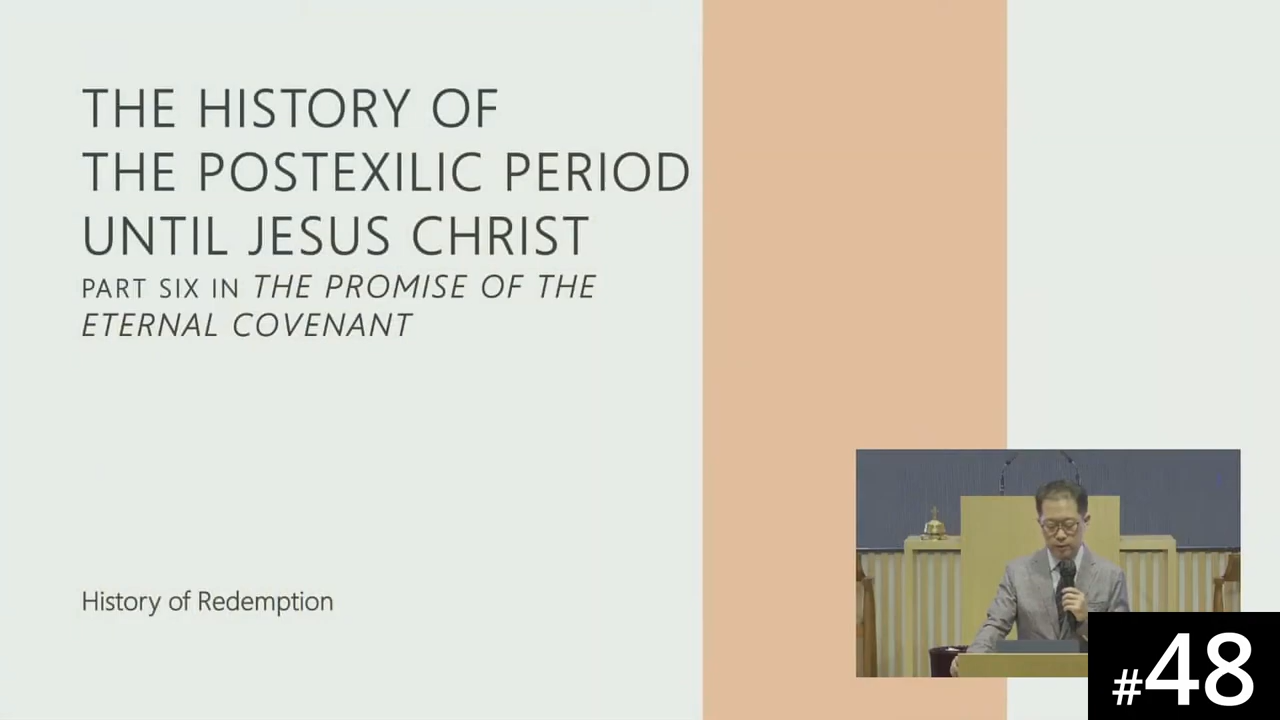 THE HISTORY OF
THE POSTEXILIC PERIOD
UNTIL JESUS CHRIST
PART SIX IN THE PROMISE OF THE
ETERNAL COVENANT
History of Redemption
#48